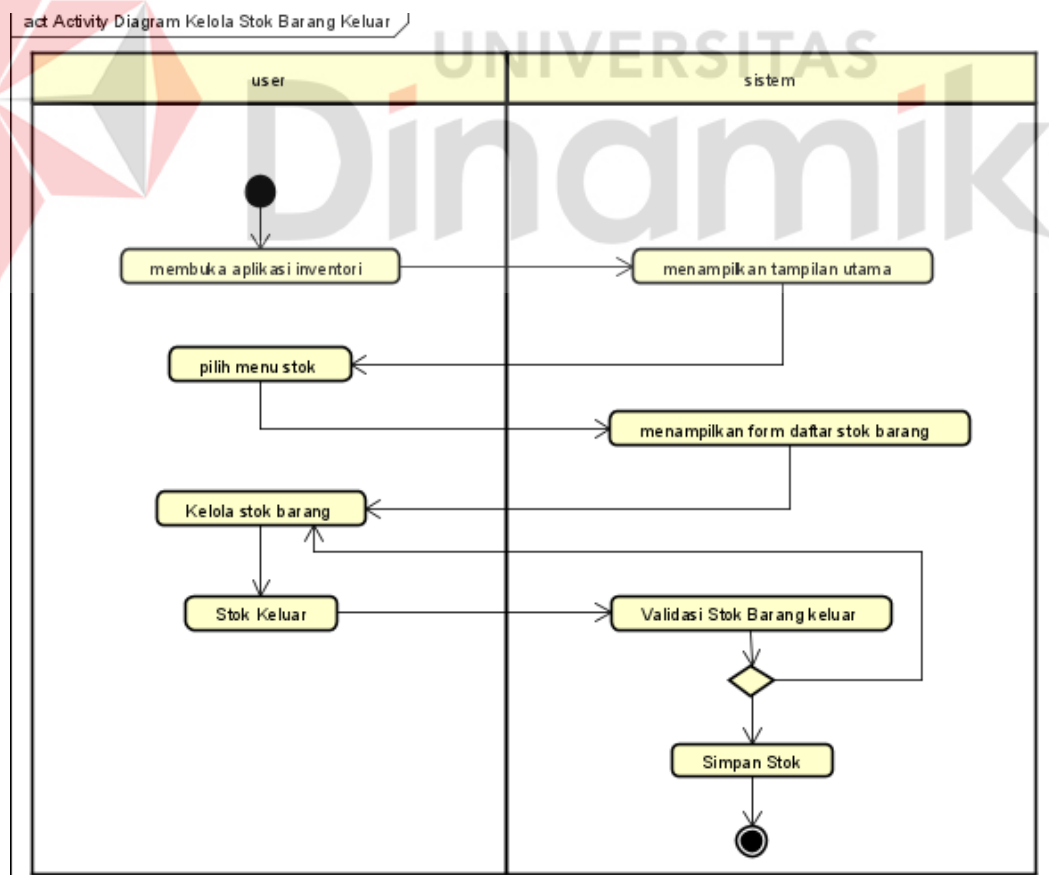 act Activity Diagram Kelola Stok Barang Keluar
UNIVERSITAS
Dinamik
user
sistem
membuka aplikasi inventori
menampilkan tampilan utama
pilih menu stok
menampilkan form daftar stok barang
Kelola stok barang
Stok Keluar
Validasi Stok Barang keluar
Simpan Stok